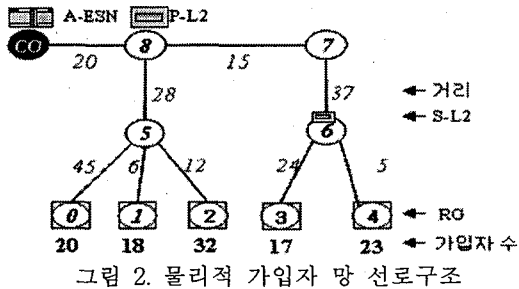 A-ESN P-L2
CO 8 7
20 15
28 37 ← 거리
← S-L2
5 6
45 6 12 24 5
0 1 2 3 4 ← RG
20 18 32 17 23 ← 가입자 수
그림 2. 물리적 가입자 망 선로구조